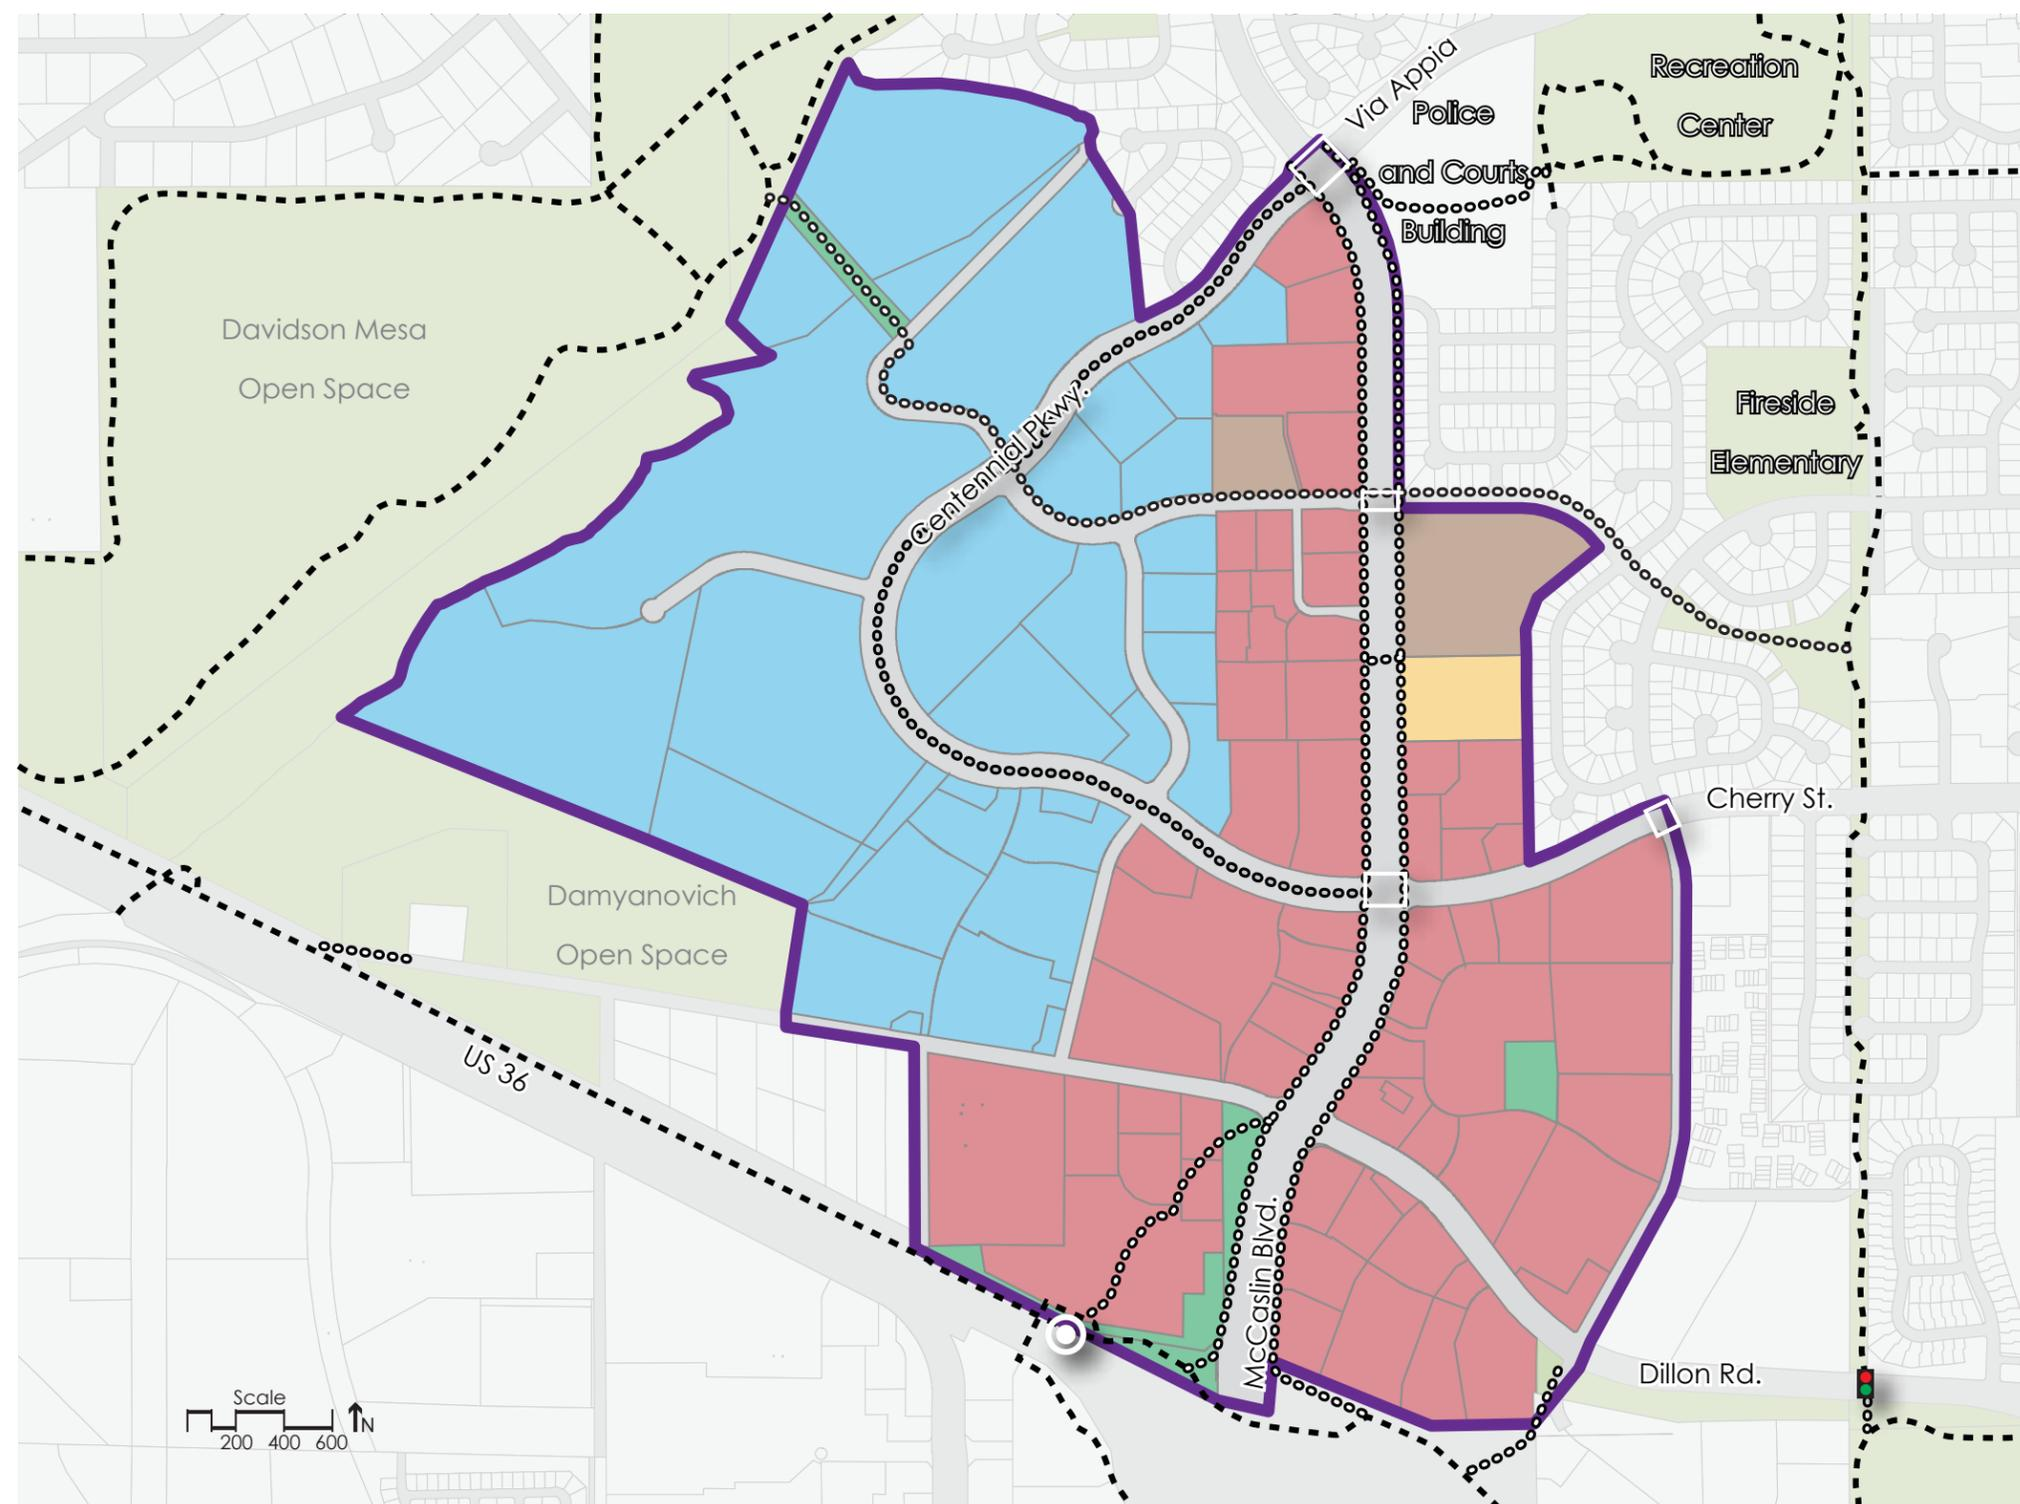 Recreation
Center
Via Appia
Police
and Courts
Building
Davidson Mesa
Open Space
Fireside
Elementary
Centennial Pkwy.
Cherry St.
Damyanovich
Open Space
US 36
McCaslin Blvd.
Dillon Rd.
Scale
200 400 600
N